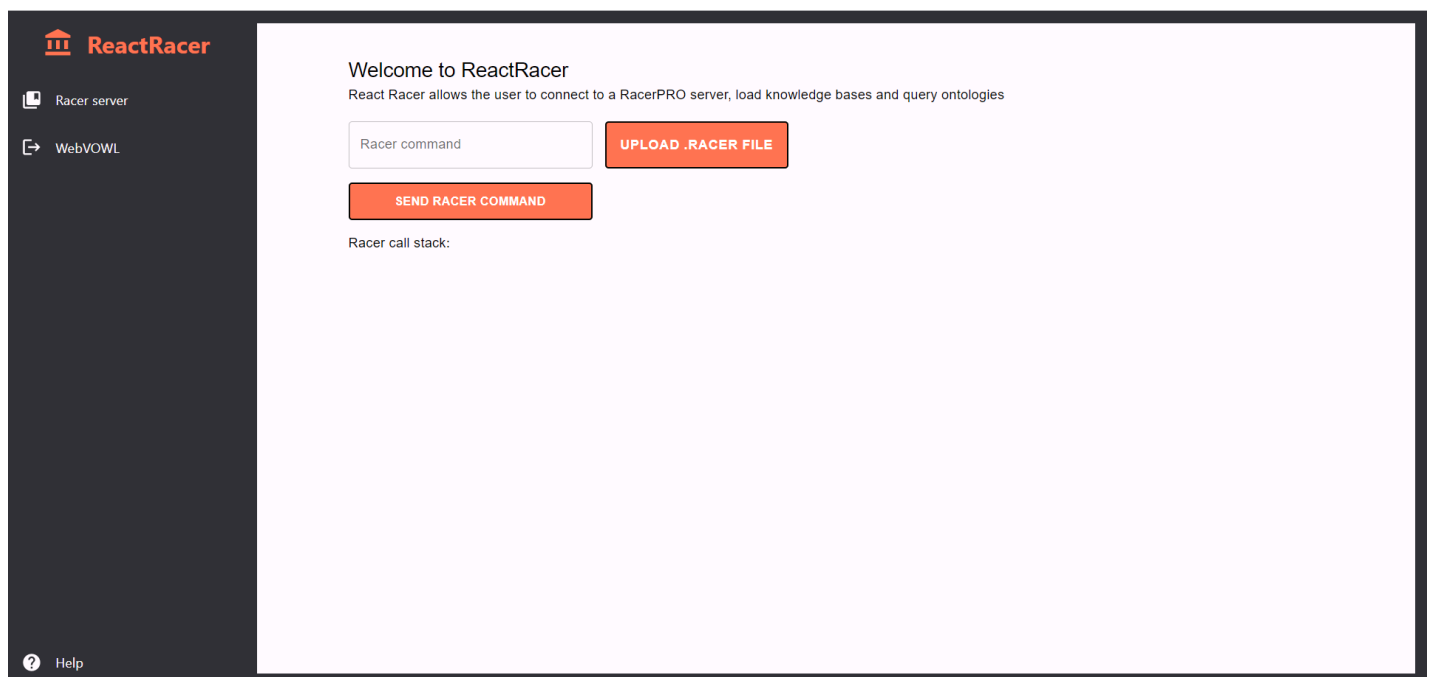 ReactRacer
Racer server
WebVOWL
Help
Welcome to ReactRacer
React Racer allows the user to connect to a RacerPRO server, load knowledge bases and query ontologies
Racer command
UPLOAD .RACER FILE
SEND RACER COMMAND
Racer call stack: